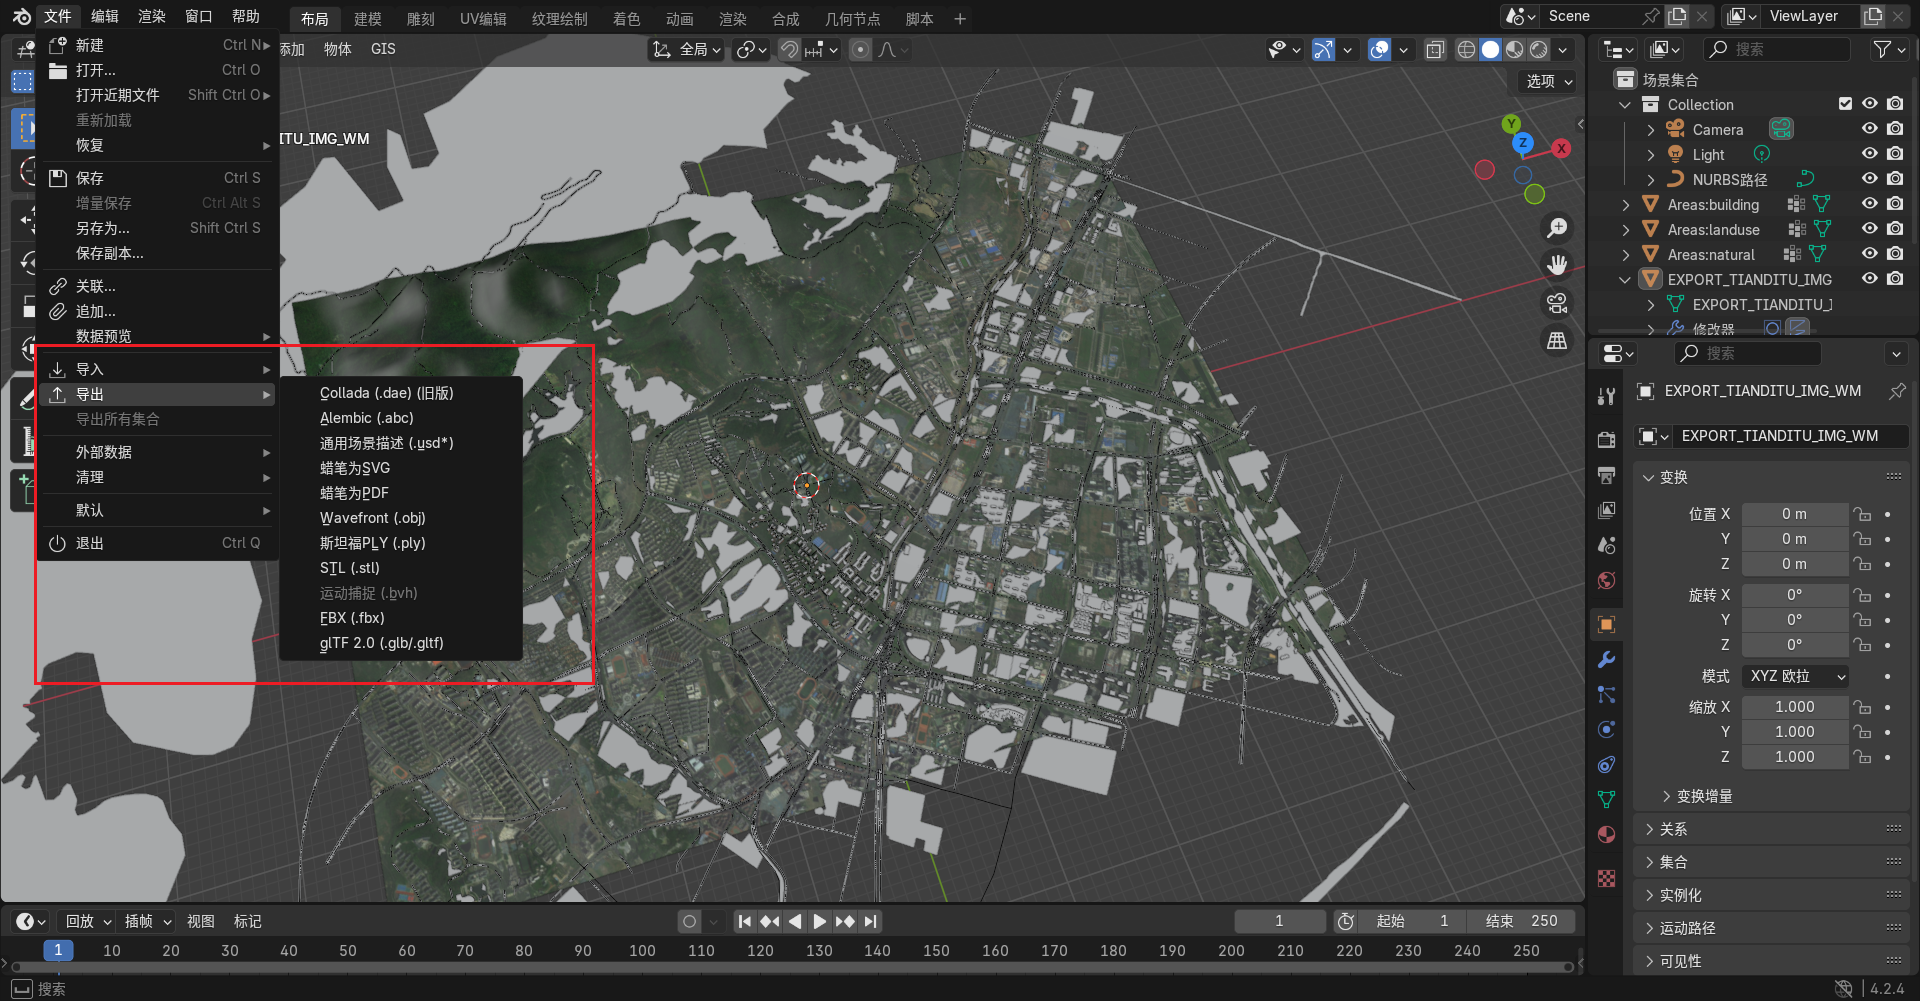 文件 编辑 渲染 窗口 帮助 布局 建模 雕刻 UV编辑 纹理绘制 着色 动画 渲染 合成 几何节点 脚本 Scene ViewLayer
新建 Ctrl N
打开... Ctrl O
打开近期文件 Shift Ctrl O
重新加载
恢复
保存 Ctrl S
增量保存 Ctrl Alt S
另存为... Shift Ctrl S
保存副本...
关联...
追加...
数据预览
导入
导出
导出所有集合
外部数据
清理
默认
退出 Ctrl Q
Collada (.dae) (旧版)
Alembic (.abc)
通用场景描述 (.usd*)
蜡笔为SVG
蜡笔为PDF
Wavefront (.obj)
斯坦福PLY (.ply)
STL (.stl)
运动捕捉 (.bvh)
FBX (.fbx)
glTF 2.0 (.glb/.gltf)
添加 物体 GIS
全局
选项
ITU_IMG_WM
Y
Z
X
搜索
场景集合
Collection
Camera
Light
NURBS路径
Areas:building
Areas:landuse
Areas:natural
EXPORT_TIANDITU_IMG
EXPORT_TIANDITU_I
修改器
搜索
EXPORT_TIANDITU_IMG_WM
EXPORT_TIANDITU_IMG_WM
变换
位置 X 0 m
Y 0 m
Z 0 m
旋转 X 0°
Y 0°
Z 0°
模式 XYZ 欧拉
缩放 X 1.000
Y 1.000
Z 1.000
变换增量
关系
集合
实例化
运动路径
可见性
回放 插帧 视图 标记 1 起始 1 结束 250
1 10 20 30 40 50 60 70 80 90 100 110 120 130 140 150 160 170 180 190 200 210 220 230 240 250
搜索 4.2.4